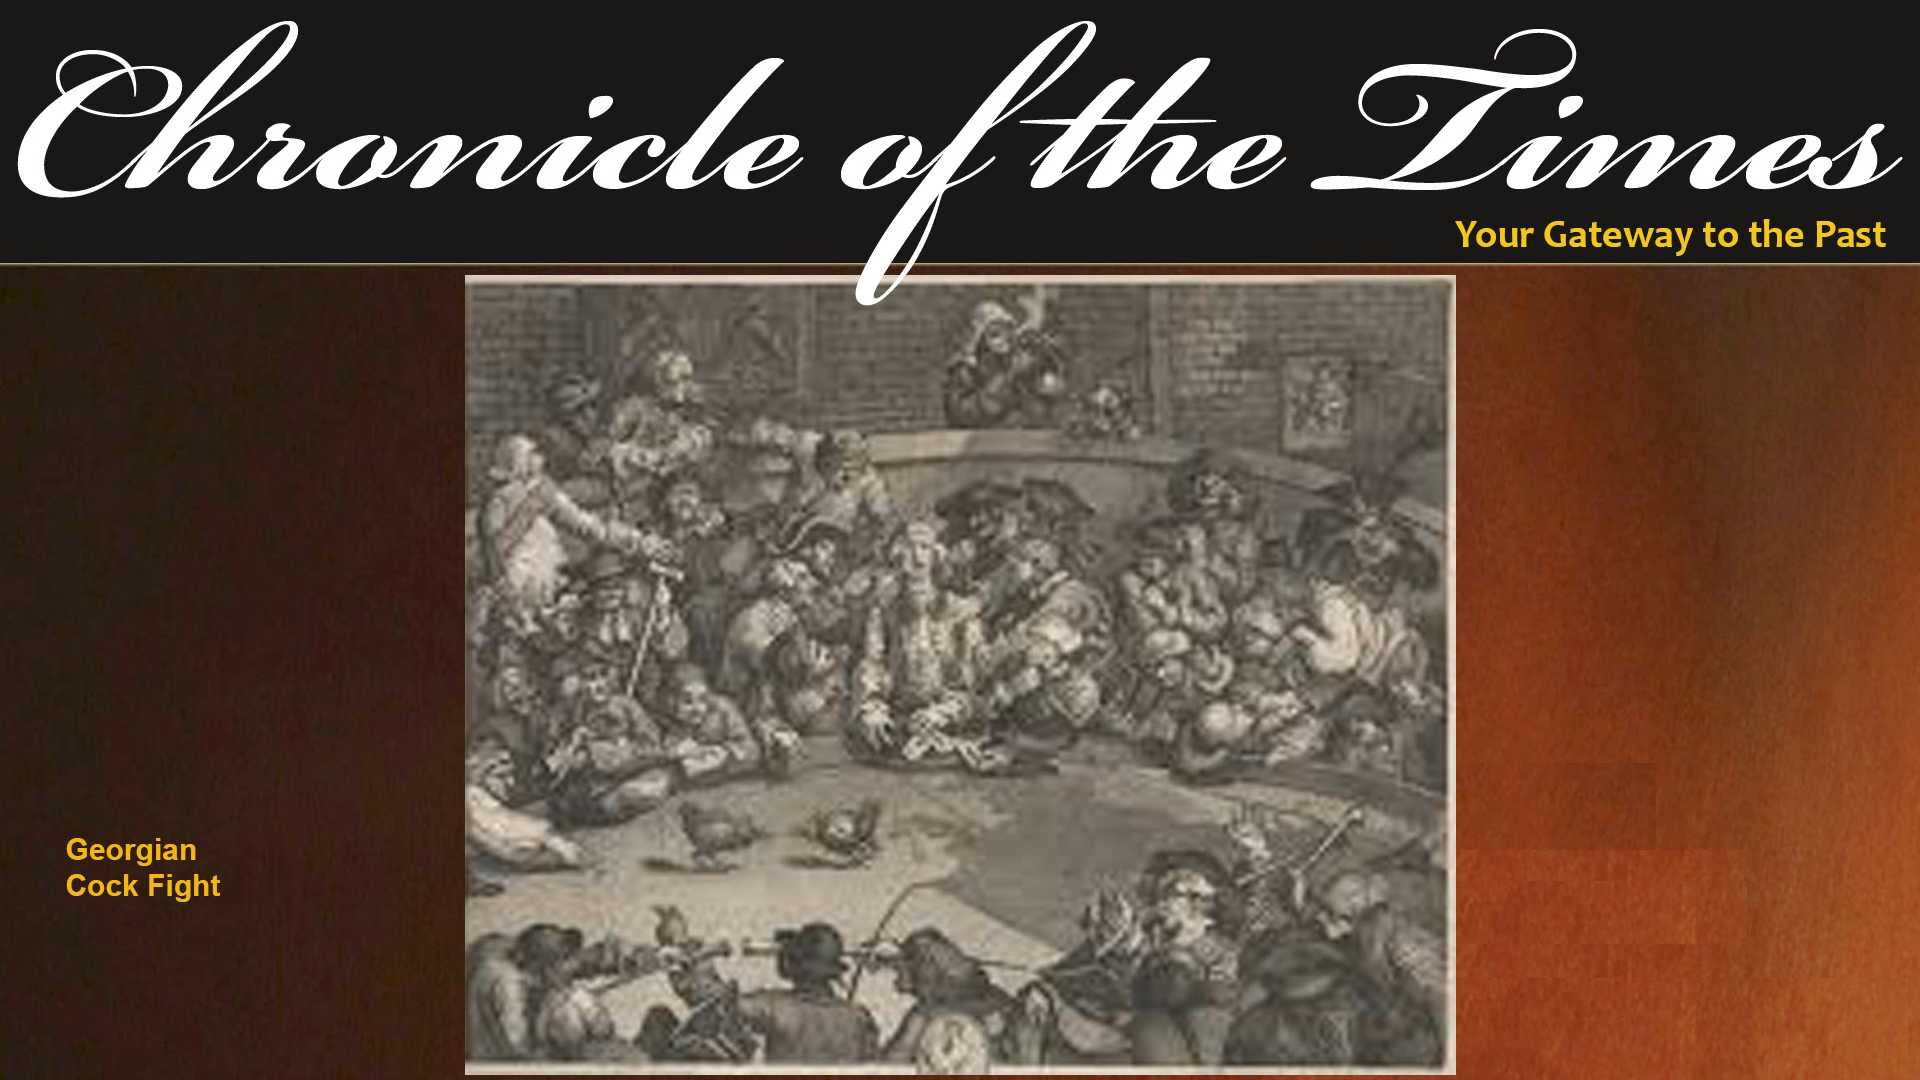 Chronicle of the Times
Your Gateway to the Past
Georgian
Cock Fight